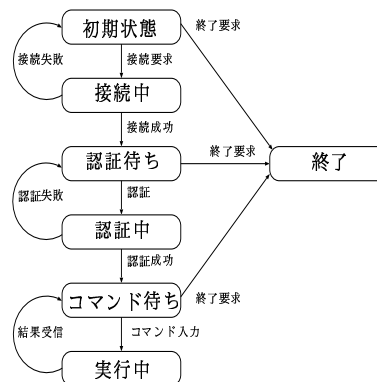 初期状態
終了要求
接続失敗
接続要求
接続中
接続成功
認証待ち
終了要求
終了
認証失敗
認証
認証中
認証成功
コマンド待ち
終了要求
結果受信
コマンド入力
実行中